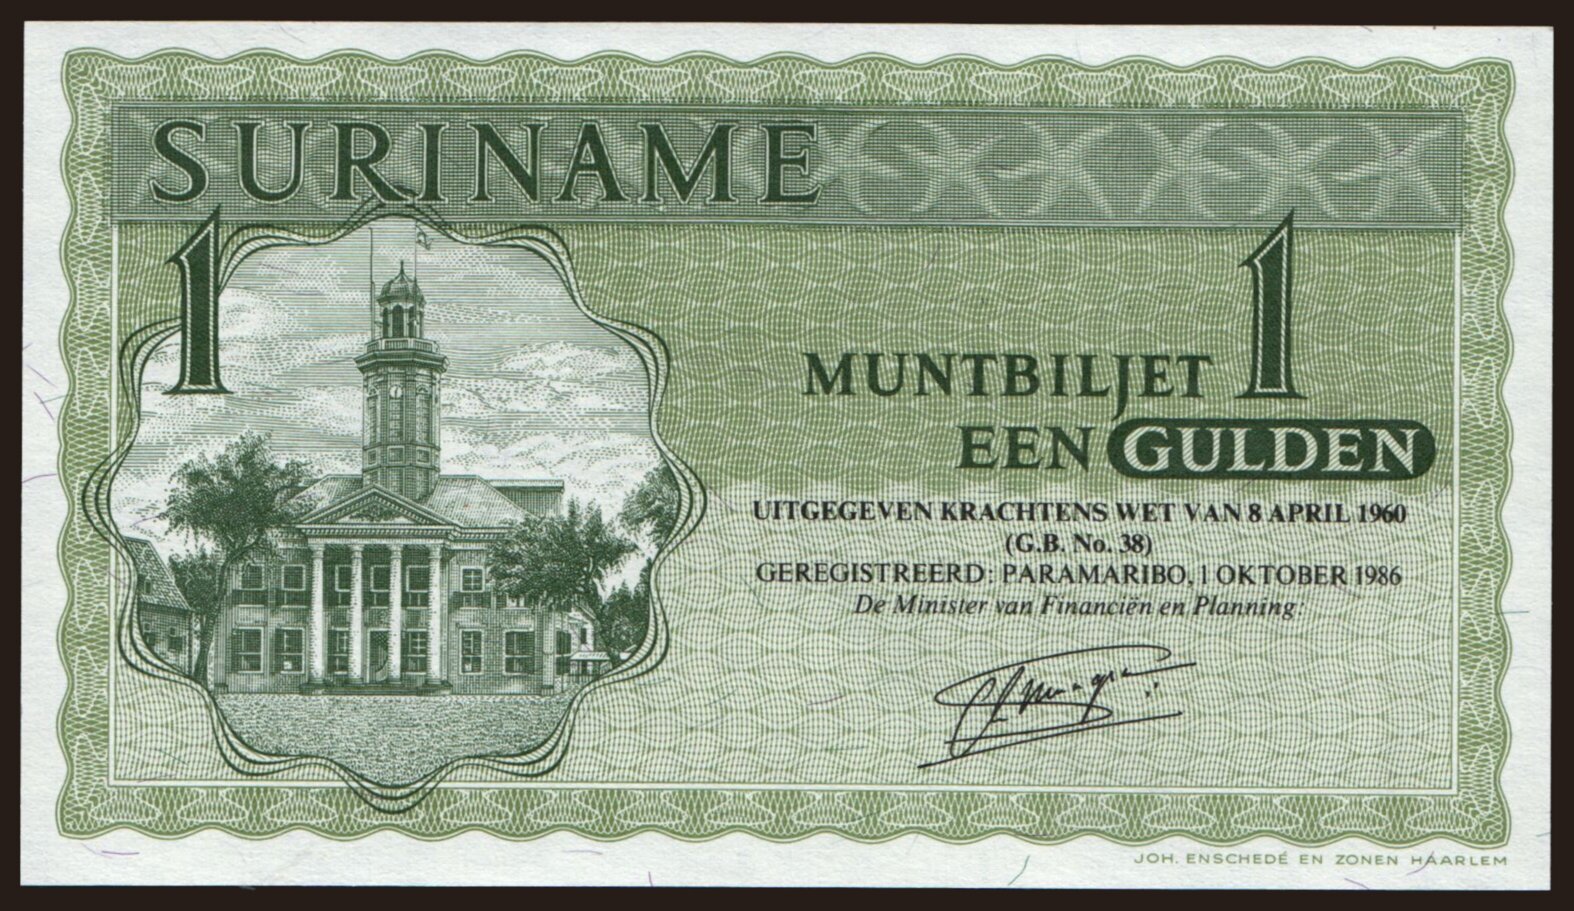 SURINAME
1
MUNTBILJET 1
EEN GULDEN
UITGEGEVEN KRACHTENS WET VAN 8 APRIL 1960
(G.B. No. 38)
GEREGISTREERD: PARAMARIBO, 1 OKTOBER 1986
De Minister van Financiën en Planning:
JOH. ENSCHEDÉ EN ZONEN HAARLEM